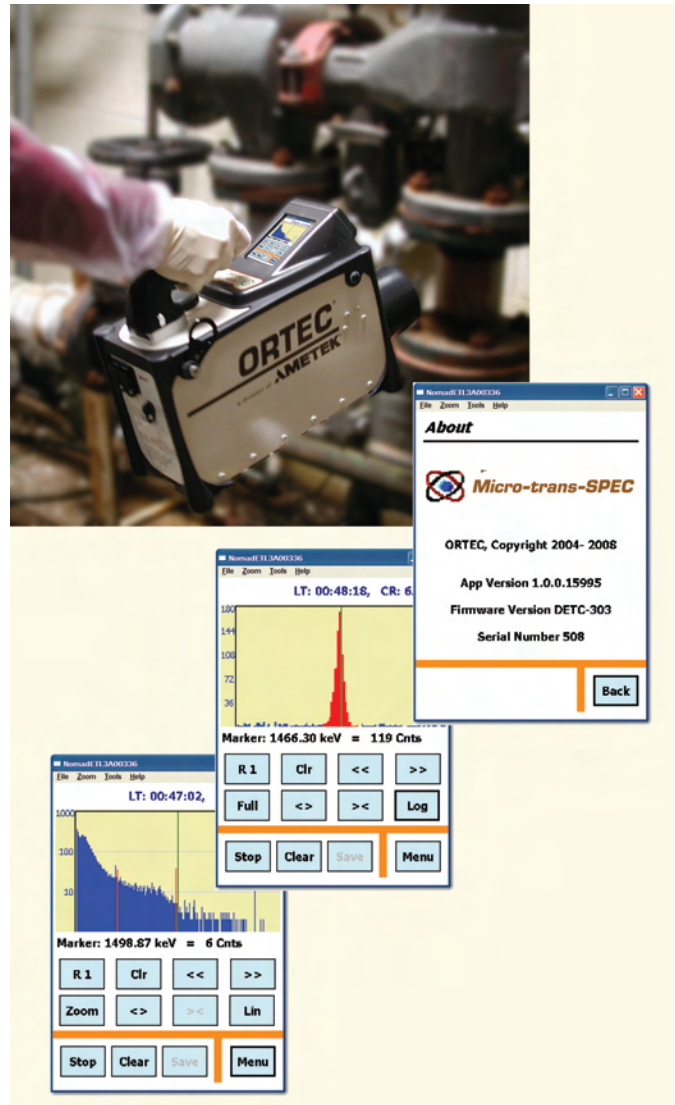 ORTEC
AMETEK
NomadETL3A00336
File Zoom Tools Help
About
Micro-trans-SPEC
ORTEC, Copyright 2004- 2008
App Version 1.0.0.15995
Firmware Version DETC-303
Serial Number 508
Back
NomadETL3A00336
File Zoom Tools Help
LT: 00:48:18, CR: 6
180
144
108
72
36
Marker: 1466.30 keV = 119 Cnts
R 1 Clr << >>
Full <> >< Log
Stop Clear Save Menu
NomadETL3A00336
File Zoom Tools Help
LT: 00:47:02,
1000
100
10
Marker: 1498.87 keV = 6 Cnts
R 1 Clr << >>
Zoom <> >< Lin
Stop Clear Save Menu